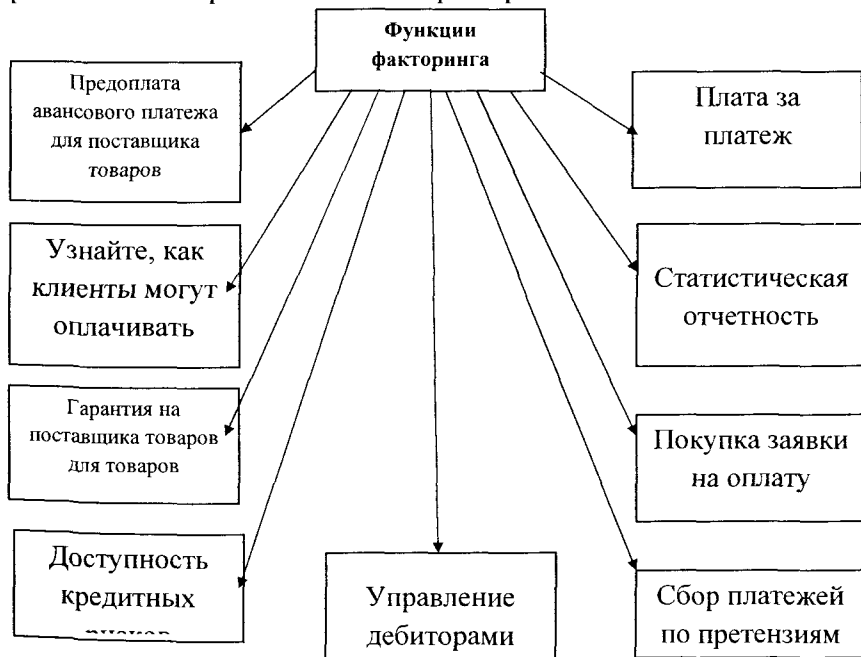 Функции
факторинга
Предоплата
авансового платежа
для поставщика
товаров
Плата за
платеж
Узнайте, как
клиенты могут
оплачивать
Статистическая
отчетность
Гарантия на
поставщика товаров
для товаров
Покупка заявки
на оплату
Доступность
кредитных
Управление
дебиторами
Сбор платежей
по претензиям